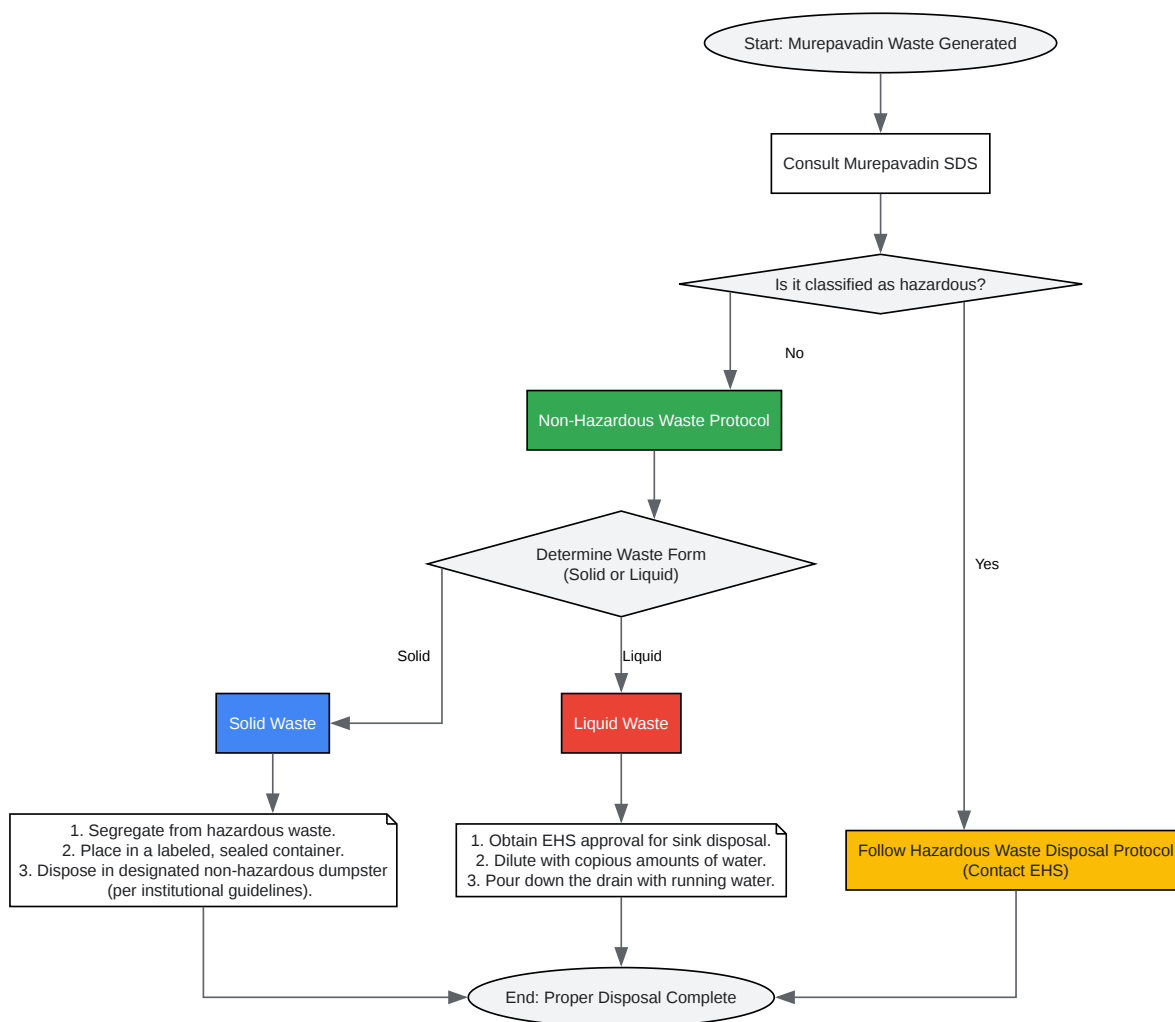 Start: Murepavadin Waste Generated
Consult Murepavadin SDS
Is it classified as hazardous?
No
Non-Hazardous Waste Protocol
Determine Waste Form
(Solid or Liquid)
Yes
Solid
Liquid
Solid Waste
Liquid Waste
1. Segregate from hazardous waste.
2. Place in a labeled, sealed container.
3. Dispose in designated non-hazardous dumpster
(per institutional guidelines).
1. Obtain EHS approval for sink disposal.
2. Dilute with copious amounts of water.
3. Pour down the drain with running water.
Follow Hazardous Waste Disposal Protocol
(Contact EHS)
End: Proper Disposal Complete